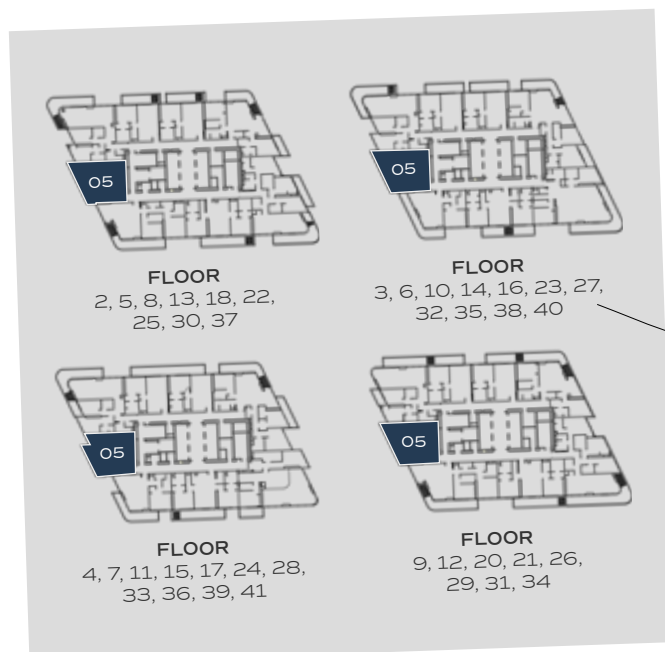 05
FLOOR
2, 5, 8, 13, 18, 22,
25, 30, 37
05
FLOOR
3, 6, 10, 14, 16, 23, 27,
32, 35, 38, 40
05
FLOOR
4, 7, 11, 15, 17, 24, 28,
33, 36, 39, 41
05
FLOOR
9, 12, 20, 21, 26,
29, 31, 34